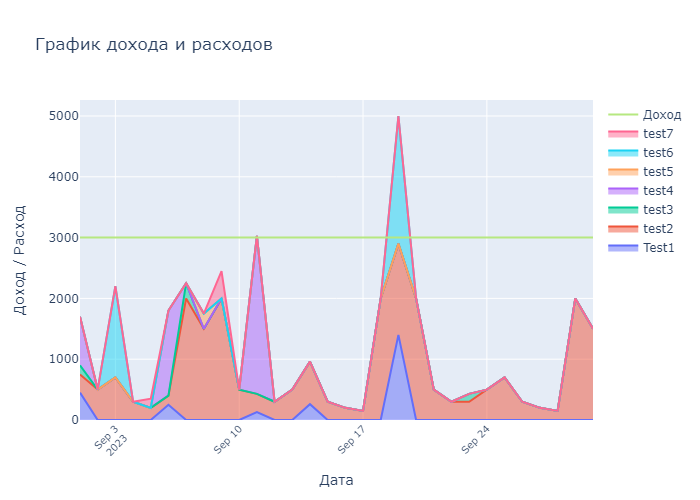 График дохода и расходов
Доход / Расход
5000
4000
3000
2000
1000
0
Sep 3
2023
Sep 10
Sep 17
Sep 24
Дата
Доход
test7
test6
test5
test4
test3
test2
Test1